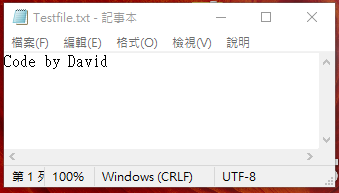 Testfile.txt - 記事本
檔案(F) 編輯(E) 格式(O) 檢視(V) 說明
Code by David
第 1 列 100% Windows (CRLF) UTF-8